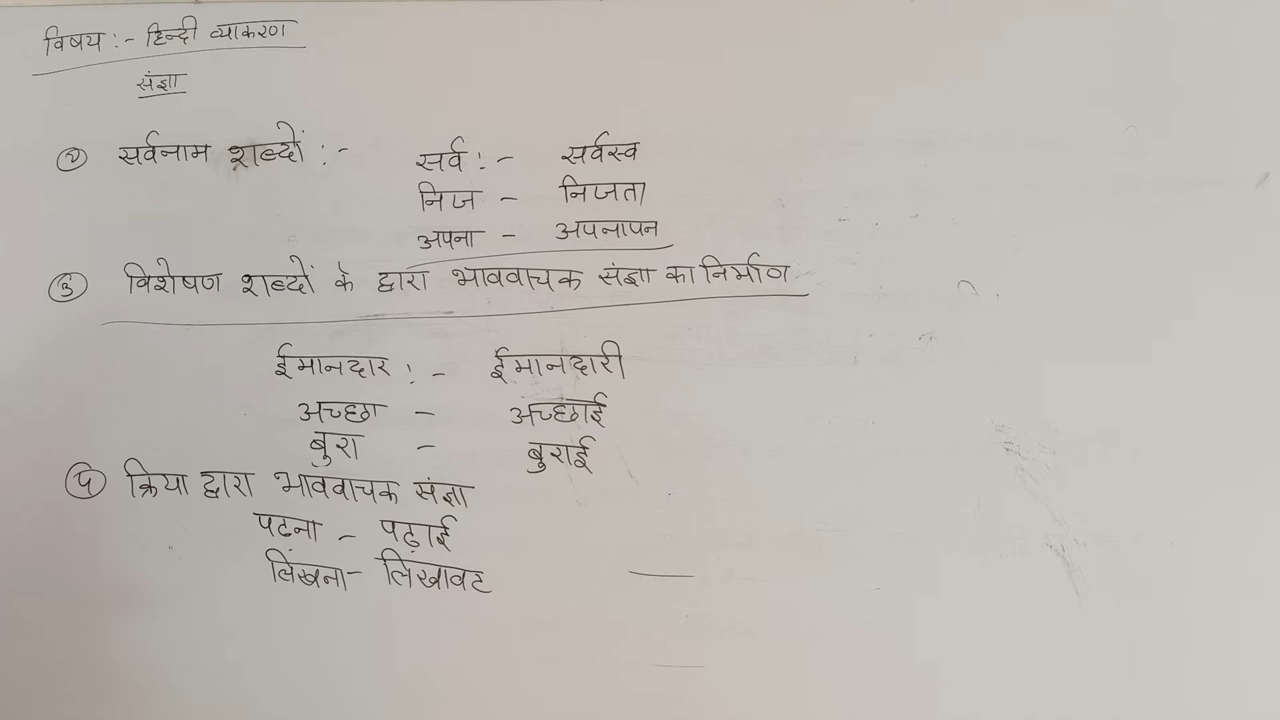 विषय :- हिन्दी व्याकरण
संज्ञा
② सर्वनाम शब्दों :- सर्व :- सर्वस्व
निज - निजता
अपना - अपनापन
③ विशेषण शब्दों के द्वारा भाववाचक संज्ञा का निर्माण
ईमानदार :- ईमानदारी
अच्छा - अच्छाई
बुरा - बुराई
④ क्रिया द्वारा भाववाचक संज्ञा
पढना - पढ़ाई
लिखना - लिखावट